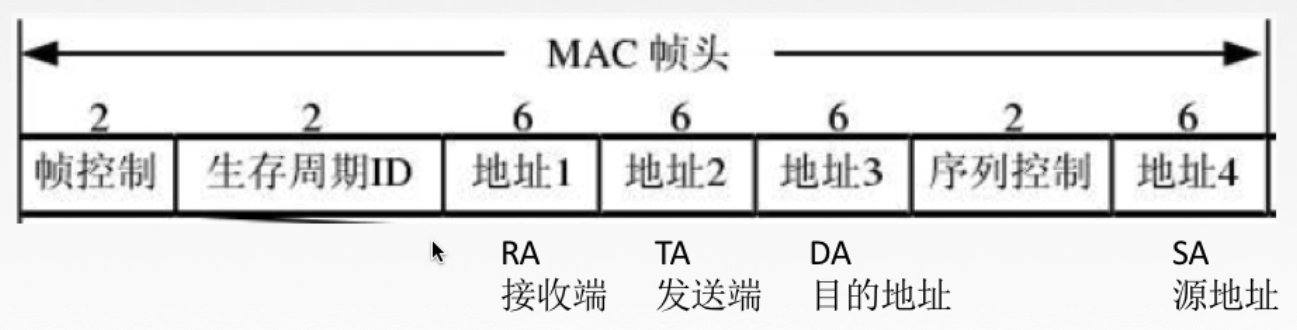 MAC 帧头
2 2 6 6 6 2 6
帧控制 生存周期ID 地址1 地址2 地址3 序列控制 地址4
RA TA DA SA
接收端 发送端 目的地址 源地址